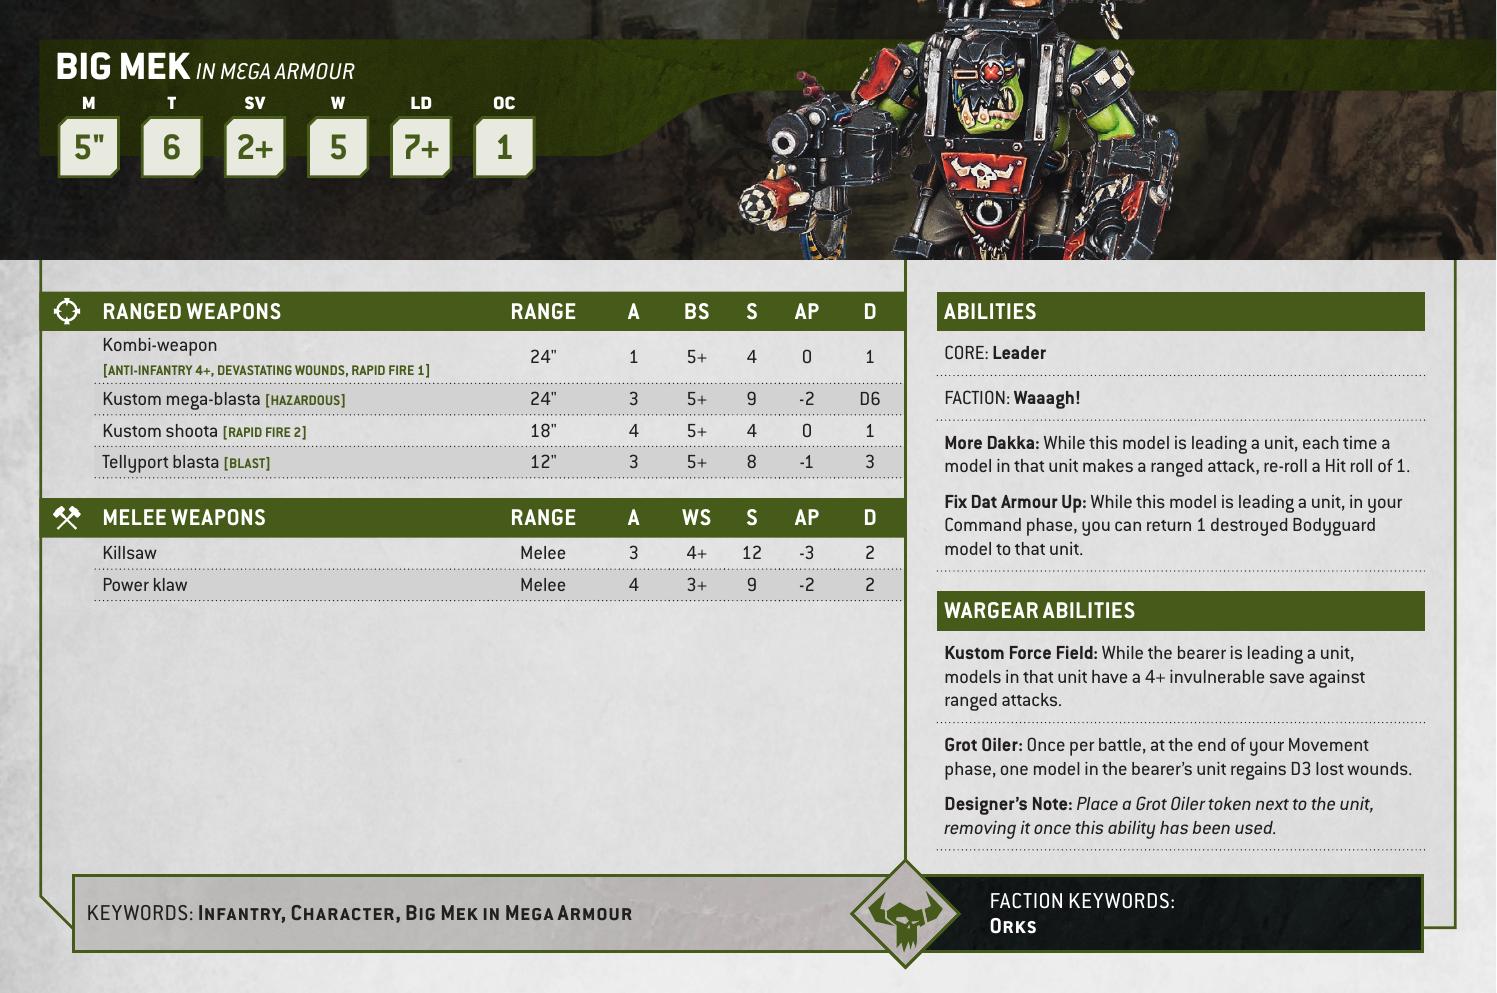 BIG MEK IN MEGA ARMOUR
M T SV W LD OC
5" 6 2+ 5 7+ 1
RANGED WEAPONS RANGE A BS S AP D
Kombi-weapon 24" 1 5+ 4 0 1
[ANTI-INFANTRY 4+, DEVASTATING WOUNDS, RAPID FIRE 1]
Kustom mega-blasta [HAZARDOUS] 24" 3 5+ 9 -2 D6
Kustom shoota [RAPID FIRE 2] 18" 4 5+ 4 0 1
Tellyport blasta [BLAST] 12" 3 5+ 8 -1 3
MELEE WEAPONS RANGE A WS S AP D
Killsaw Melee 3 4+ 12 -3 2
Power klaw Melee 4 3+ 9 -2 2
ABILITIES
CORE: Leader
FACTION: Waaagh!
More Dakka: While this model is leading a unit, each time a
model in that unit makes a ranged attack, re-roll a Hit roll of 1.
Fix Dat Armour Up: While this model is leading a unit, in your
Command phase, you can return 1 destroyed Bodyguard
model to that unit.
WARGEAR ABILITIES
Kustom Force Field: While the bearer is leading a unit,
models in that unit have a 4+ invulnerable save against
ranged attacks.
Grot Oiler: Once per battle, at the end of your Movement
phase, one model in the bearer's unit regains D3 lost wounds.
Designer's Note: Place a Grot Oiler token next to the unit,
removing it once this ability has been used.
KEYWORDS: INFANTRY, CHARACTER, BIG MEK IN MEGA ARMOUR
FACTION KEYWORDS:
ORKS